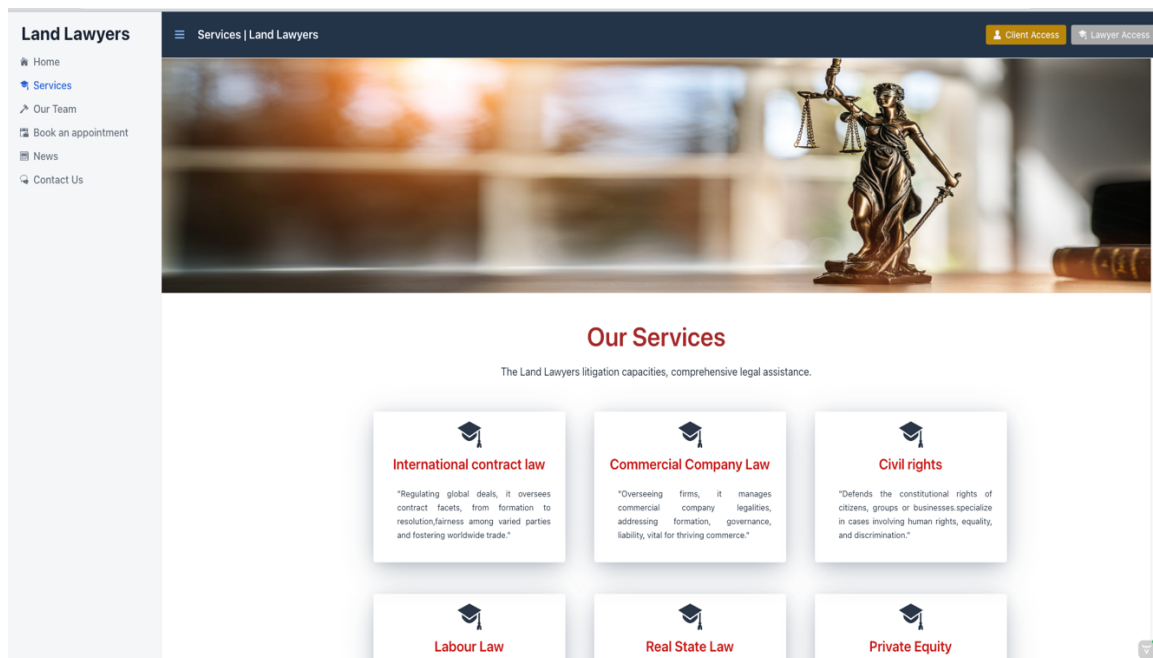 Land Lawyers
Home
Services
Our Team
Book an appointment
News
Contact Us
Services | Land Lawyers
Client Access
Lawyer Access
Our Services
The Land Lawyers litigation capacities, comprehensive legal assistance.
International contract law
"Regulating global deals, it oversees
contract facets, from formation to
resolution,fairness among varied parties
and fostering worldwide trade."
Commercial Company Law
"Overseeing firms, it manages
commercial company legalities,
addressing formation, governance,
liability, vital for thriving commerce."
Civil rights
"Defends the constitutional rights of
citizens, groups or businesses.specialize
in cases involving human rights, equality,
and discrimination."
Labour Law
Real State Law
Private Equity